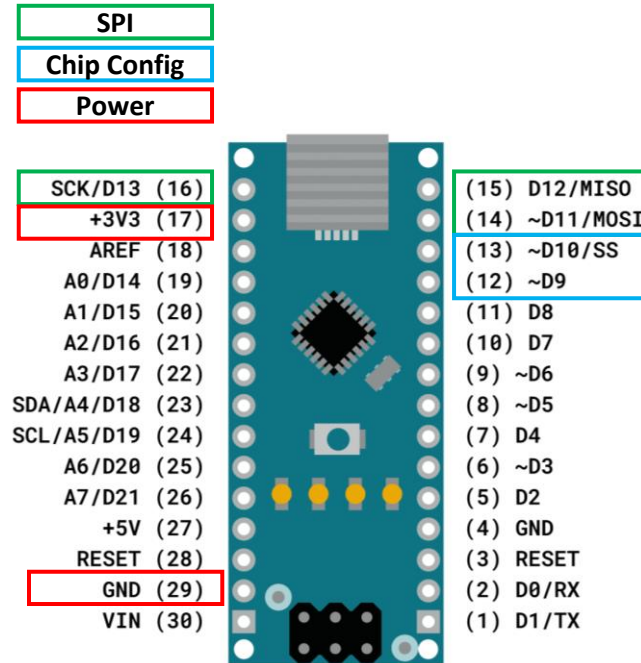 SPI
Chip Config
Power
SCK/D13 (16)
+3V3 (17)
AREF (18)
A0/D14 (19)
A1/D15 (20)
A2/D16 (21)
A3/D17 (22)
SDA/A4/D18 (23)
SCL/A5/D19 (24)
A6/D20 (25)
A7/D21 (26)
+5V (27)
RESET (28)
GND (29)
VIN (30)
(15) D12/MISO
(14) ~D11/MOSI
(13) ~D10/SS
(12) ~D9
(11) D8
(10) D7
(9) ~D6
(8) ~D5
(7) D4
(6) ~D3
(5) D2
(4) GND
(3) RESET
(2) D0/RX
(1) D1/TX